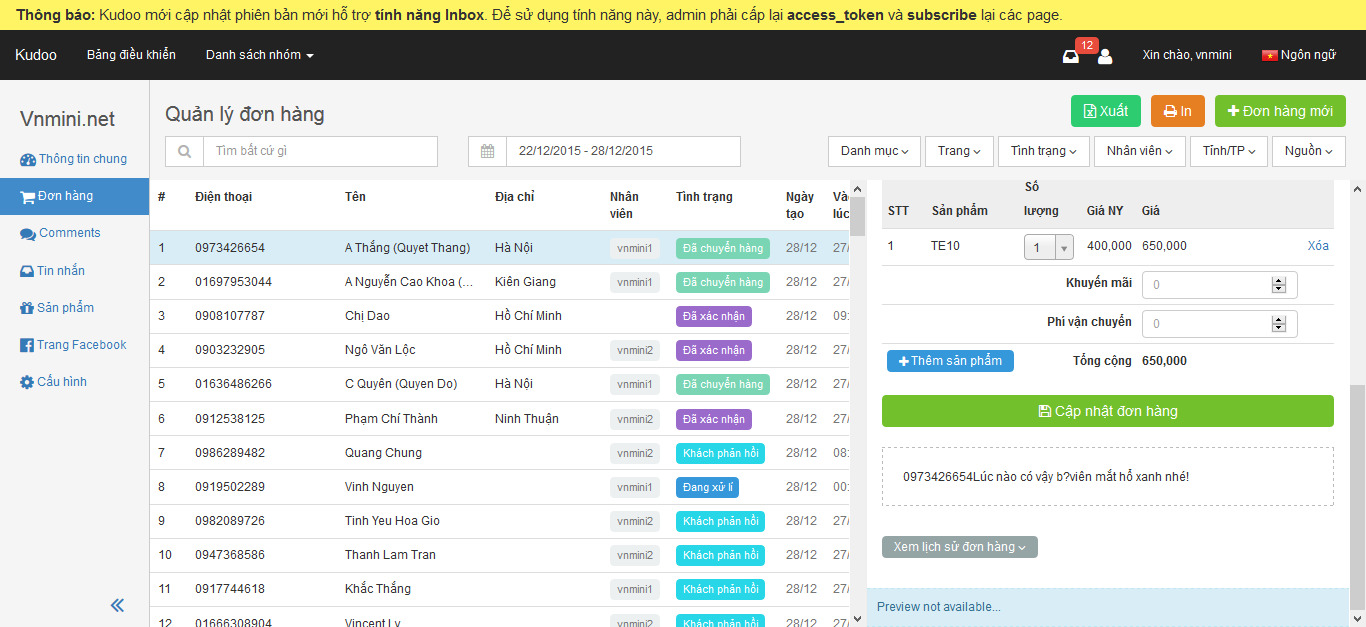 Thông báo: Kudoo mới cập nhật phiên bản mới hỗ trợ tính năng Inbox. Để sử dụng tính năng này, admin phải cấp lại access_token và subscribe lại các page.
Kudoo Bảng điều khiển Danh sách nhóm 12 Xin chào, vnmini Ngôn ngữ
Vnmini.net
Thông tin chung
Đơn hàng
Comments
Tin nhắn
Sản phẩm
Trang Facebook
Cấu hình
Quản lý đơn hàng
Xuất In Đơn hàng mới
Tìm bất cứ gì 22/12/2015 - 28/12/2015 Danh mục Trang Tình trạng Nhân viên Tỉnh/TP Nguồn
# Điện thoại Tên Địa chỉ Nhân viên Tình trạng Ngày tạo Và lúc
1 0973426654 A Thắng (Quyet Thang) Hà Nội vnmini1 Đã chuyển hàng 28/12 27/
2 01697953044 A Nguyễn Cao Khoa (... Kiên Giang vnmini1 Đã chuyển hàng 28/12 27/
3 0908107787 Chị Dao Hồ Chí Minh Đã xác nhận 28/12 09:
4 0903232905 Ngô Văn Lộc Hồ Chí Minh vnmini2 Đã xác nhận 28/12 27/
5 01636486266 C Quyên (Quyen Do) Hà Nội vnmini1 Đã chuyển hàng 28/12 27/
6 0912538125 Phạm Chí Thành Ninh Thuận vnmini2 Đã xác nhận 28/12 27/
7 0986289482 Quang Chung vnmini2 Khách phản hồi 28/12 08:
8 0919502289 Vinh Nguyen vnmini1 Đang xử lí 28/12 00:
9 0982089726 Tinh Yeu Hoa Gio vnmini2 Khách phản hồi 28/12 27/
10 0947368586 Thanh Lam Tran vnmini2 Khách phản hồi 28/12 27/
11 0917744618 Khắc Thắng vnmini1 Khách phản hồi 28/12 27/
12 01666308904 Vincent Ly vnmini2 Khách phản hồi 28/12 27/
STT Sản phẩm Số lượng Giá NY Giá
1 TE10 1 400,000 650,000 Xóa
Khuyến mãi 0
Phí vận chuyển 0
Thêm sản phẩm Tổng cộng 650,000
Cập nhật đơn hàng
0973426654Lúc nào có vậy b?viên mắt hổ xanh nhé!
Xem lịch sử đơn hàng
Preview not available...